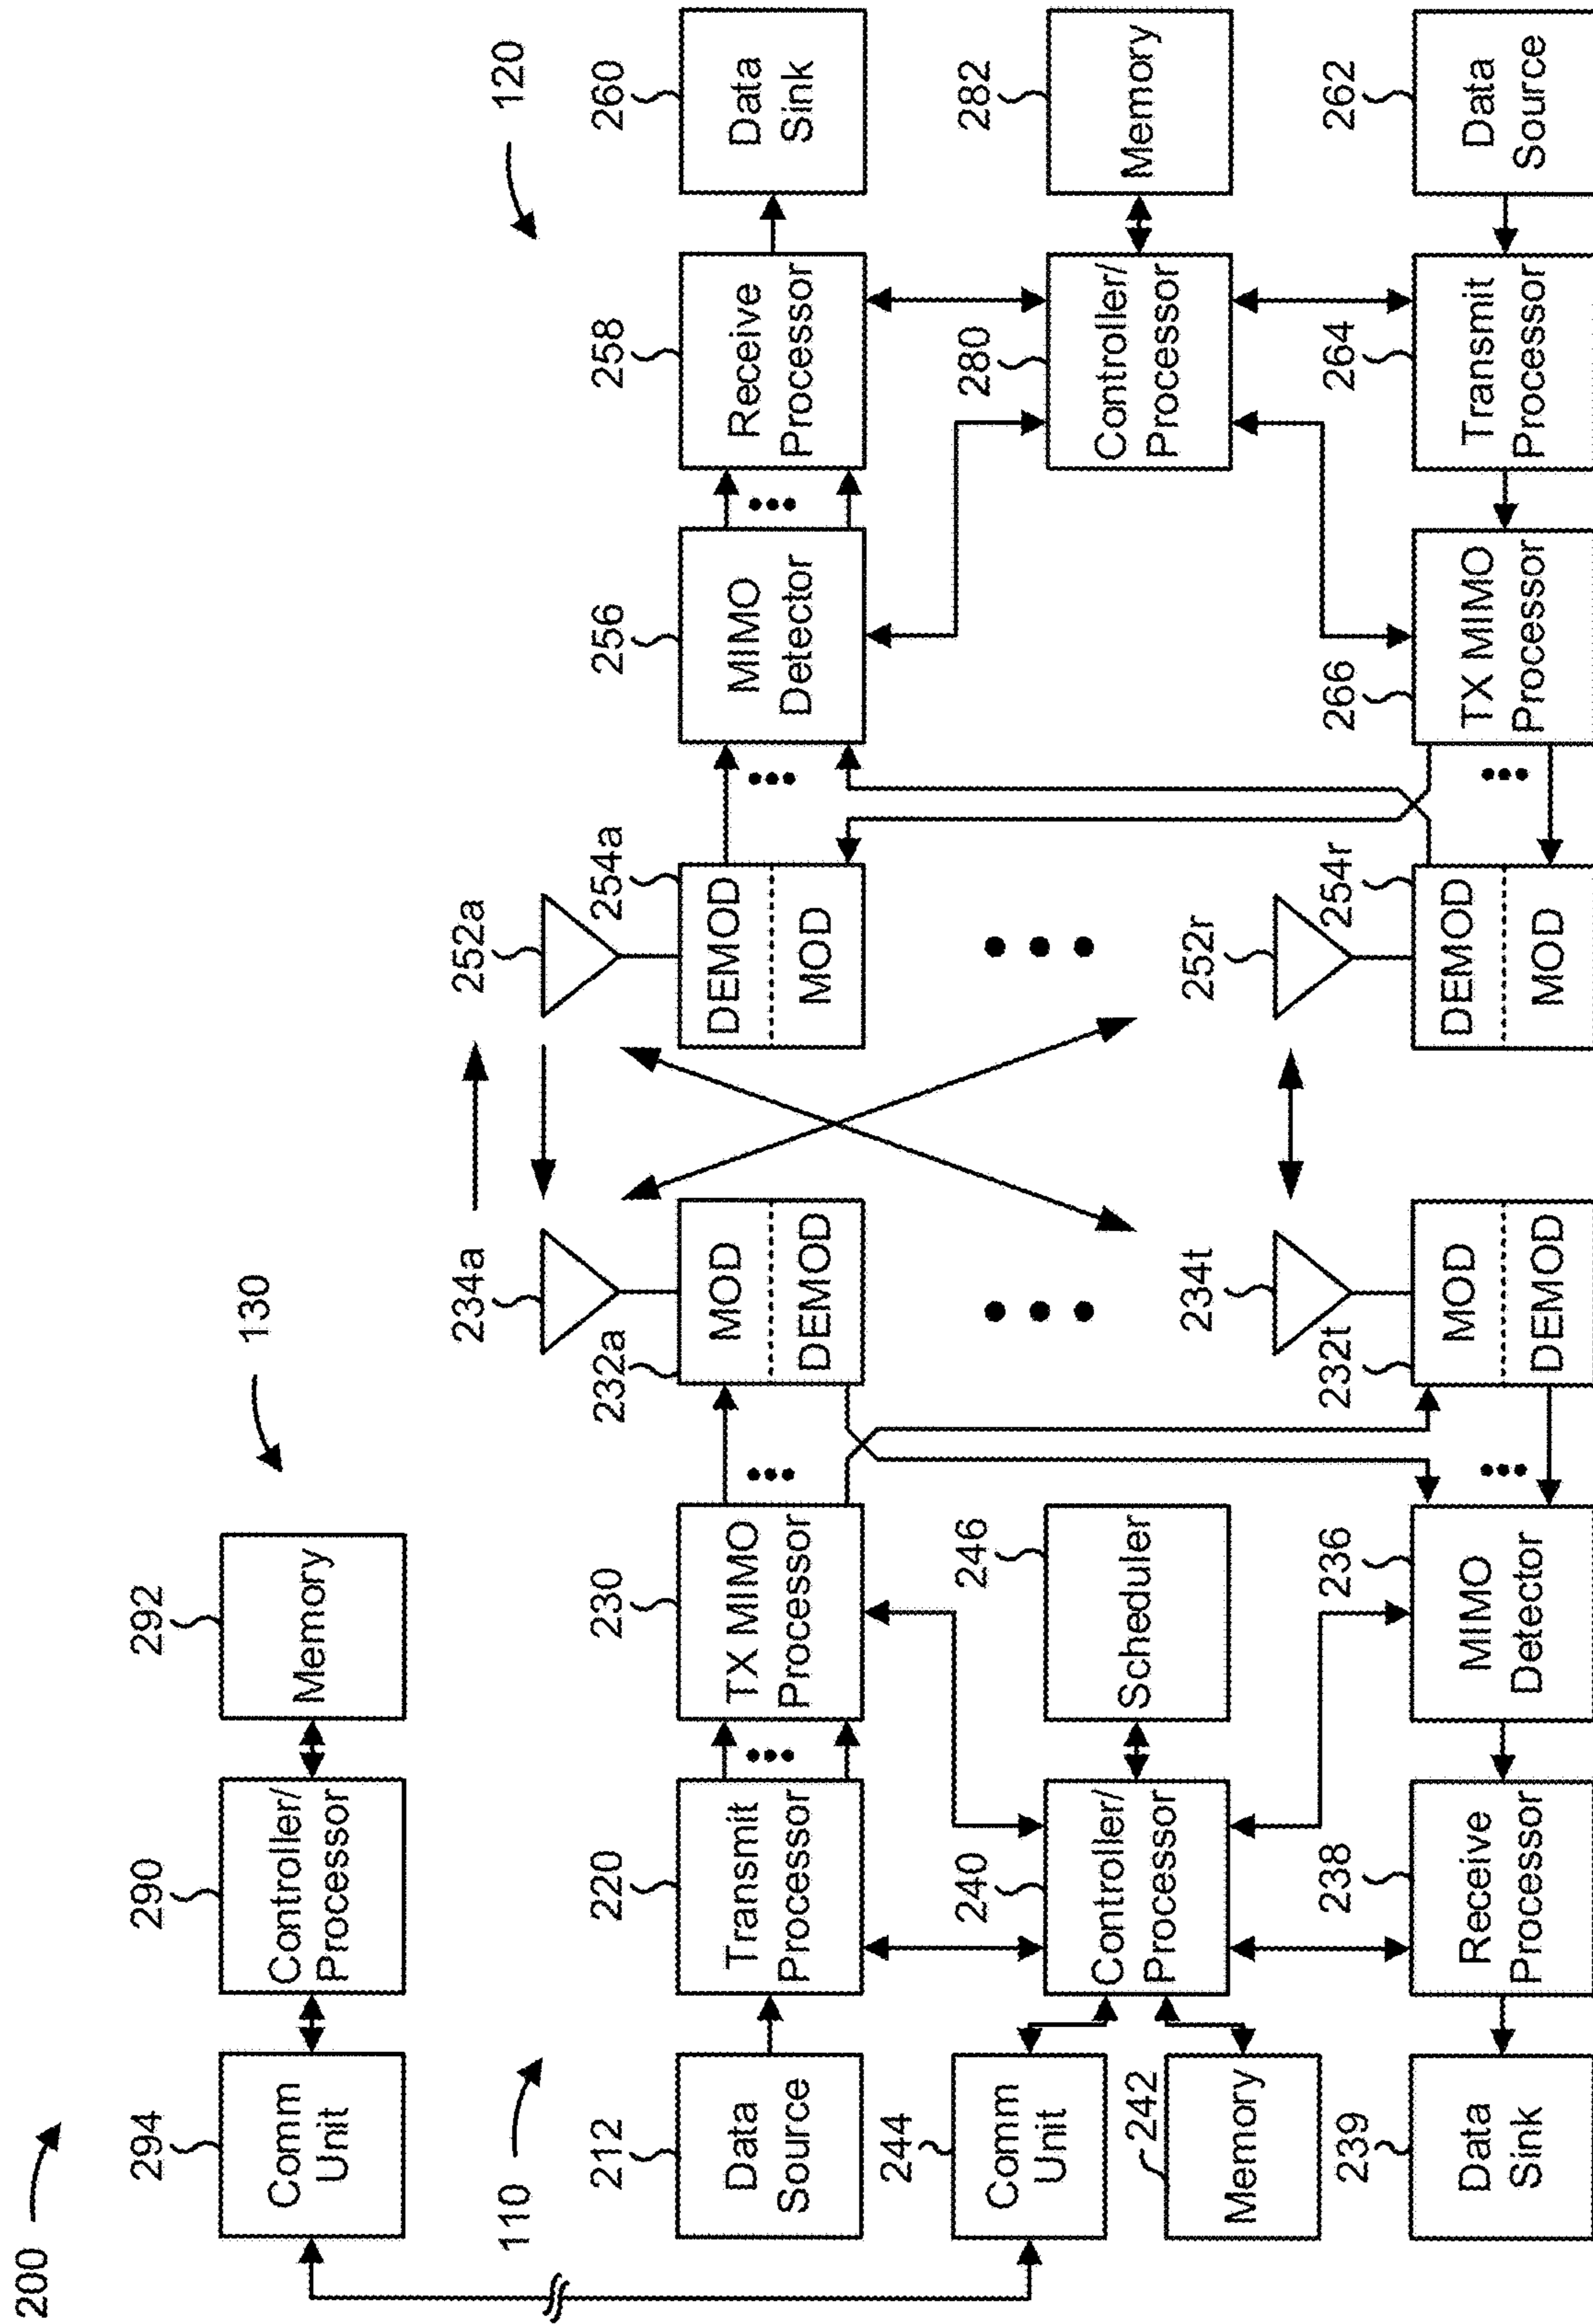 200
294
Comm
Unit
290
Controller/
Processor
292
Memory
130
110
212
Data
Source
220
Transmit
Processor
230
TX MIMO
Processor
232a
MOD
DEMOD
234a
252a
254a
DEMOD
MOD
256
MIMO
Detector
258
Receive
Processor
260
Data
Sink
120
244
Comm
Unit
242
Memory
240
Controller/
Processor
246
Scheduler
280
Controller/
Processor
282
Memory
239
Data
Sink
238
Receive
Processor
236
MIMO
Detector
232t
MOD
DEMOD
234t
252r
254r
DEMOD
MOD
266
TX MIMO
Processor
264
Transmit
Processor
262
Data
Source